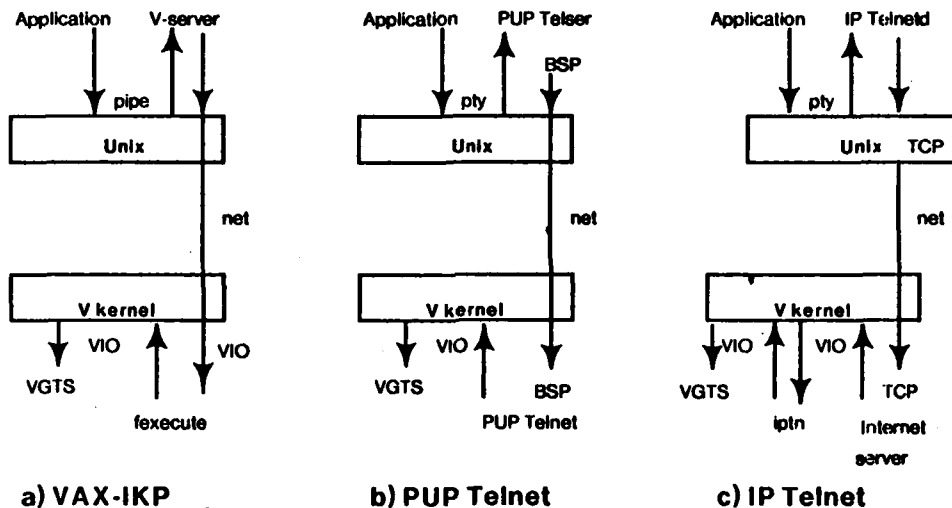 Application V-server
pipe
Unix
net
V kernel
VIO VIO
VGTS
fexecute
a) VAX-IKP
Application PUP Telser
BSP
pty
Unix
net
V kernel
VIO
VGTS BSP
PUP Telnet
b) PUP Telnet
Application IP Telnetd
pty
Unix TCP
net
V kernel
VIO VIO
VGTS TCP
iptn Internet
server
c) IP Telnet